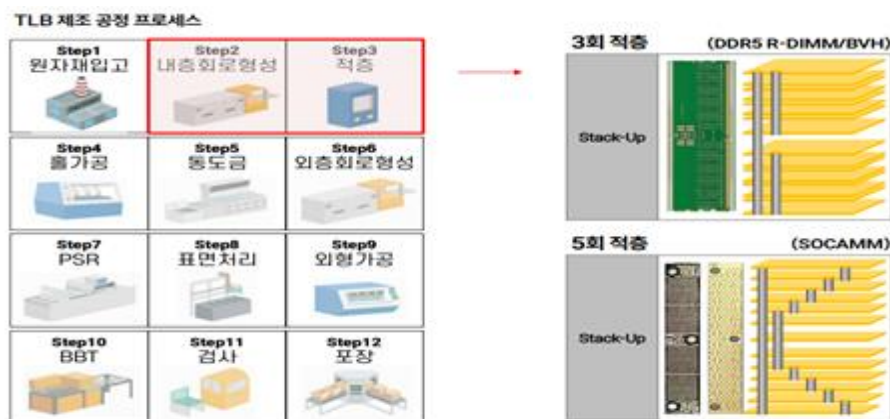 TLB 제조 공정 프로세스
Step1
원자재입고
Step2
내층회로형성
Step3
적층
Step4
홀가공
Step5
동도금
Step6
외층회로형성
Step7
PSR
Step8
표면처리
Step9
외형가공
Step10
BBT
Step11
검사
Step12
포장
3회 적층 (DDR5 R-DIMM/BVH)
Stack-Up
5회 적층 (SOCAMM)
Stack-Up